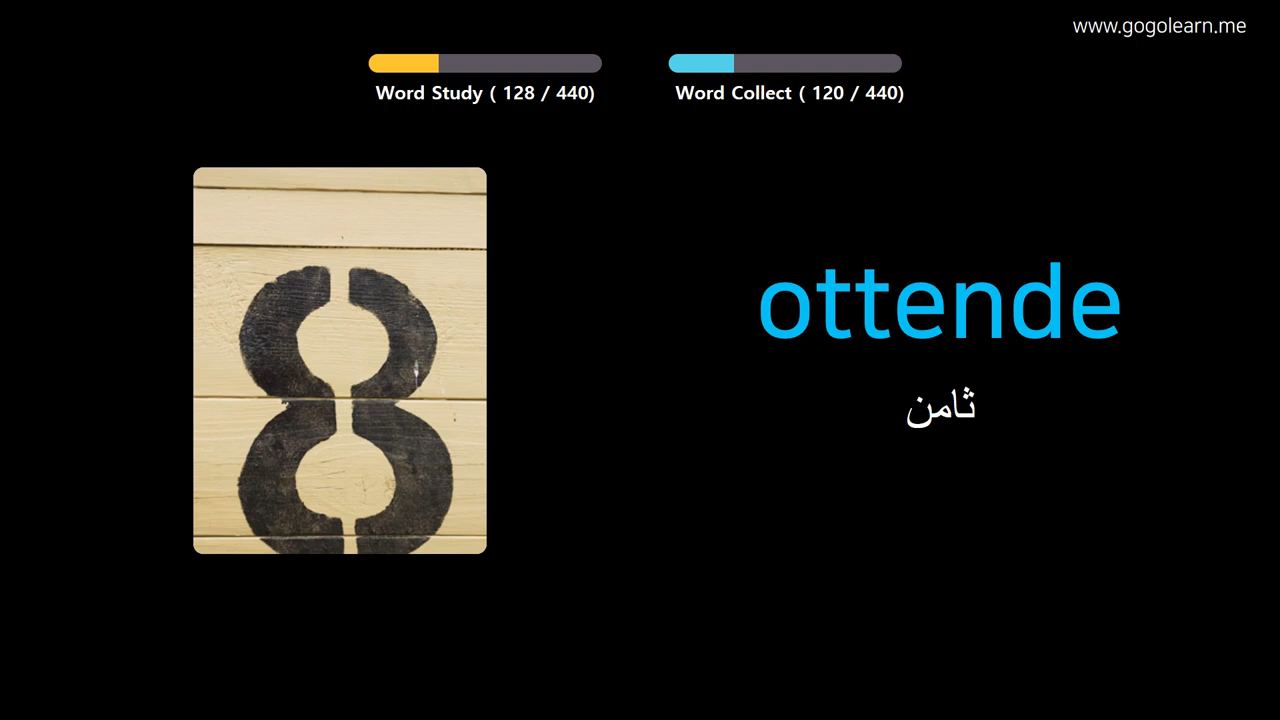 www.gogolearn.me
Word Study ( 128 / 440)
Word Collect ( 120 / 440)
8
ottende
ثامن